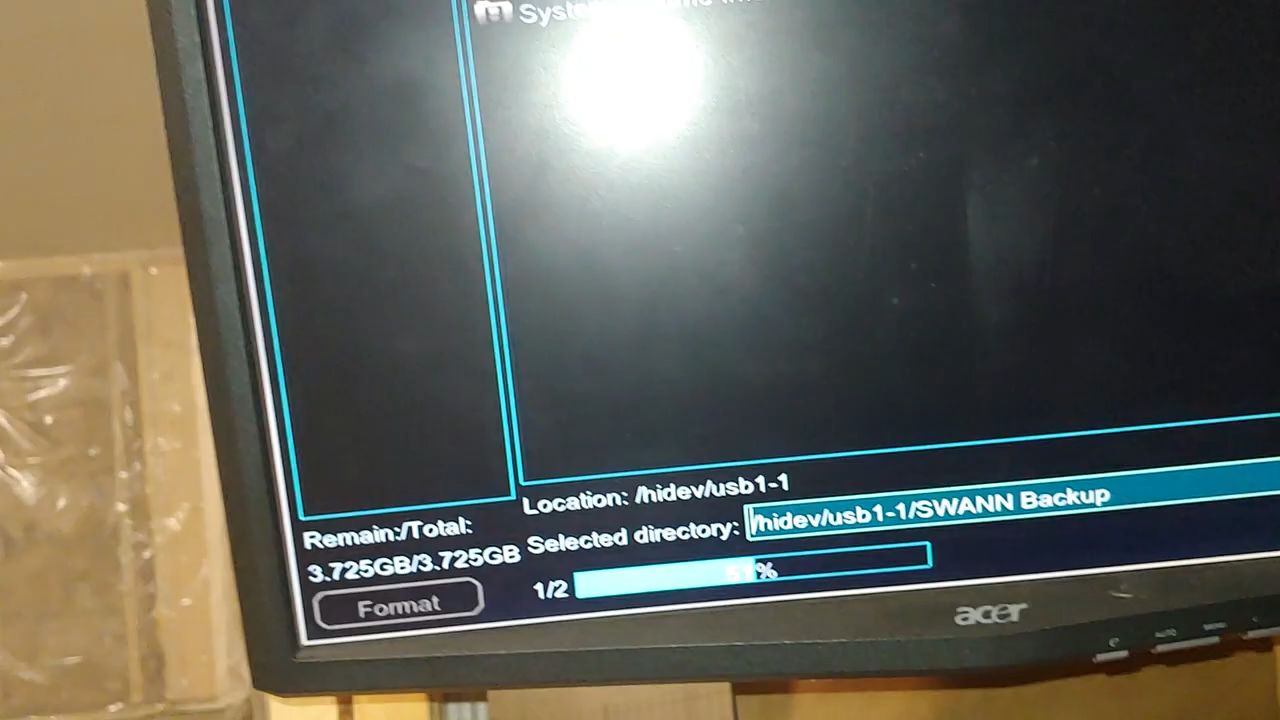 Location: /hidev/usb1-1
Remain:/Total:
Selected directory: /hidev/usb1-1/SWANN Backup
3.725GB/3.725GB
1/2 51%
Format
acer